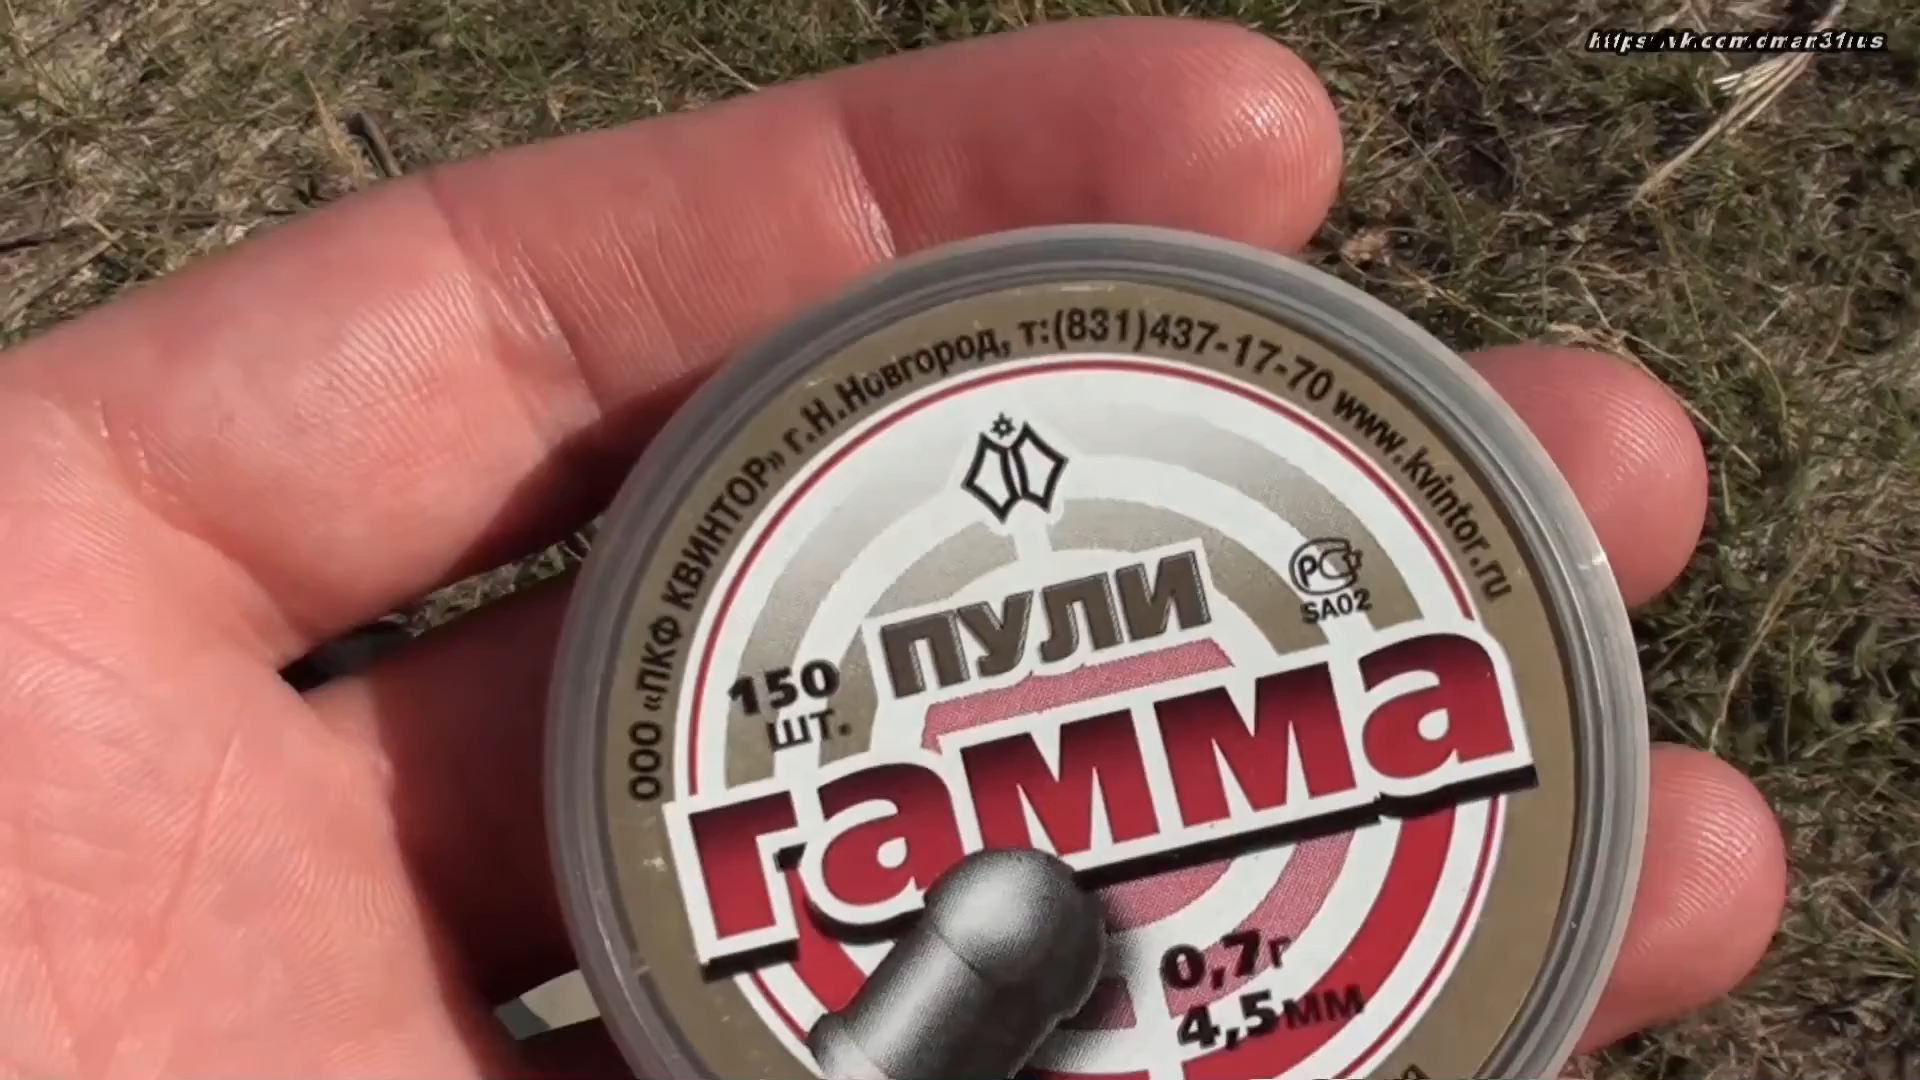 ООО «ПКФ КВИНТОР» г.Н.Новгород, т:(831)437-17-70 www.kvintor.ru
РСТ
SA02
ПУЛИ
150
ШТ.
гамма
0,7г
4,5мм